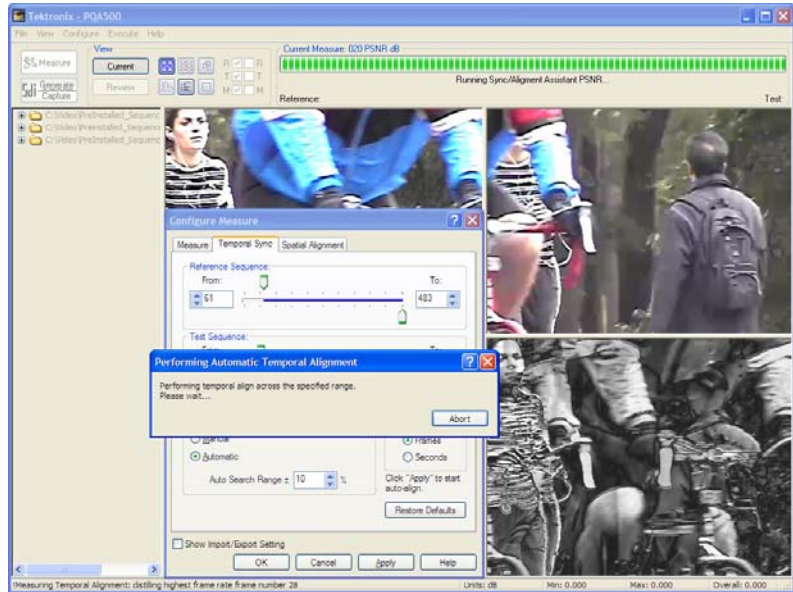 Tektronix - PQA500
File View Configure Execute Help
View
Current Measure: 020 PSNR dB
Measure
Current
R R
T T
M M
Running Sync/Aligment Assistant PSNR...
Generate
Capture
Review
Reference:
Test:
C:\Video\PreInstalled_Sequenc
C:\Video\PreInstalled_Sequenc
C:\Video\PreInstalled_Sequenc
Configure Measure
Measure Temporal Sync Spatial Alignment
Reference Sequence:
From: To:
61 483
Test Sequence:
Performing Automatic Temporal Alignment
Performing temporal align across the specified range.
Please wait...
Abort
Manual
Frames
Automatic
Seconds
Auto Search Range ± 10 %
Click "Apply" to start
auto-align.
Restore Defaults
Show Import/Export Setting
OK Cancel Apply Help
!Measuring Temporal Alignment: distilling highest frame rate frame number 28
Units: dB Min: 0.000 Max: 0.000 Overall: 0.000